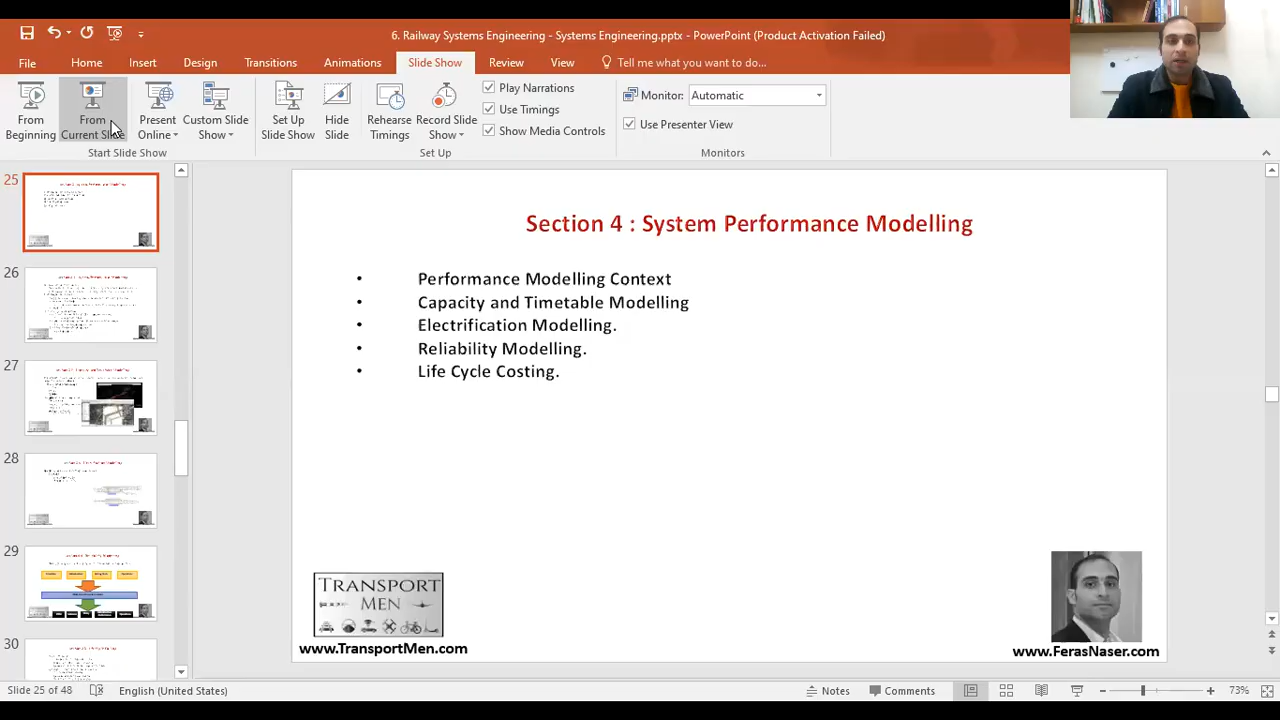 6. Railway Systems Engineering - Systems Engineering.pptx - PowerPoint (Product Activation Failed)
File Home Insert Design Transitions Animations Slide Show Review View Tell me what you want to do...
From Beginning
From Current Slide
Present Online
Custom Slide Show
Start Slide Show
Set Up Slide Show
Hide Slide
Rehearse Timings
Record Slide Show
Play Narrations
Use Timings
Show Media Controls
Set Up
Monitor: Automatic
Use Presenter View
Monitors
25
26
27
28
29
30
Section 4 : System Performance Modelling
• Performance Modelling Context
• Capacity and Timetable Modelling
• Electrification Modelling.
• Reliability Modelling.
• Life Cycle Costing.
TRANSPORT
MEN
www.TransportMen.com
www.FerasNaser.com
Slide 25 of 48 English (United States) Notes Comments 73%